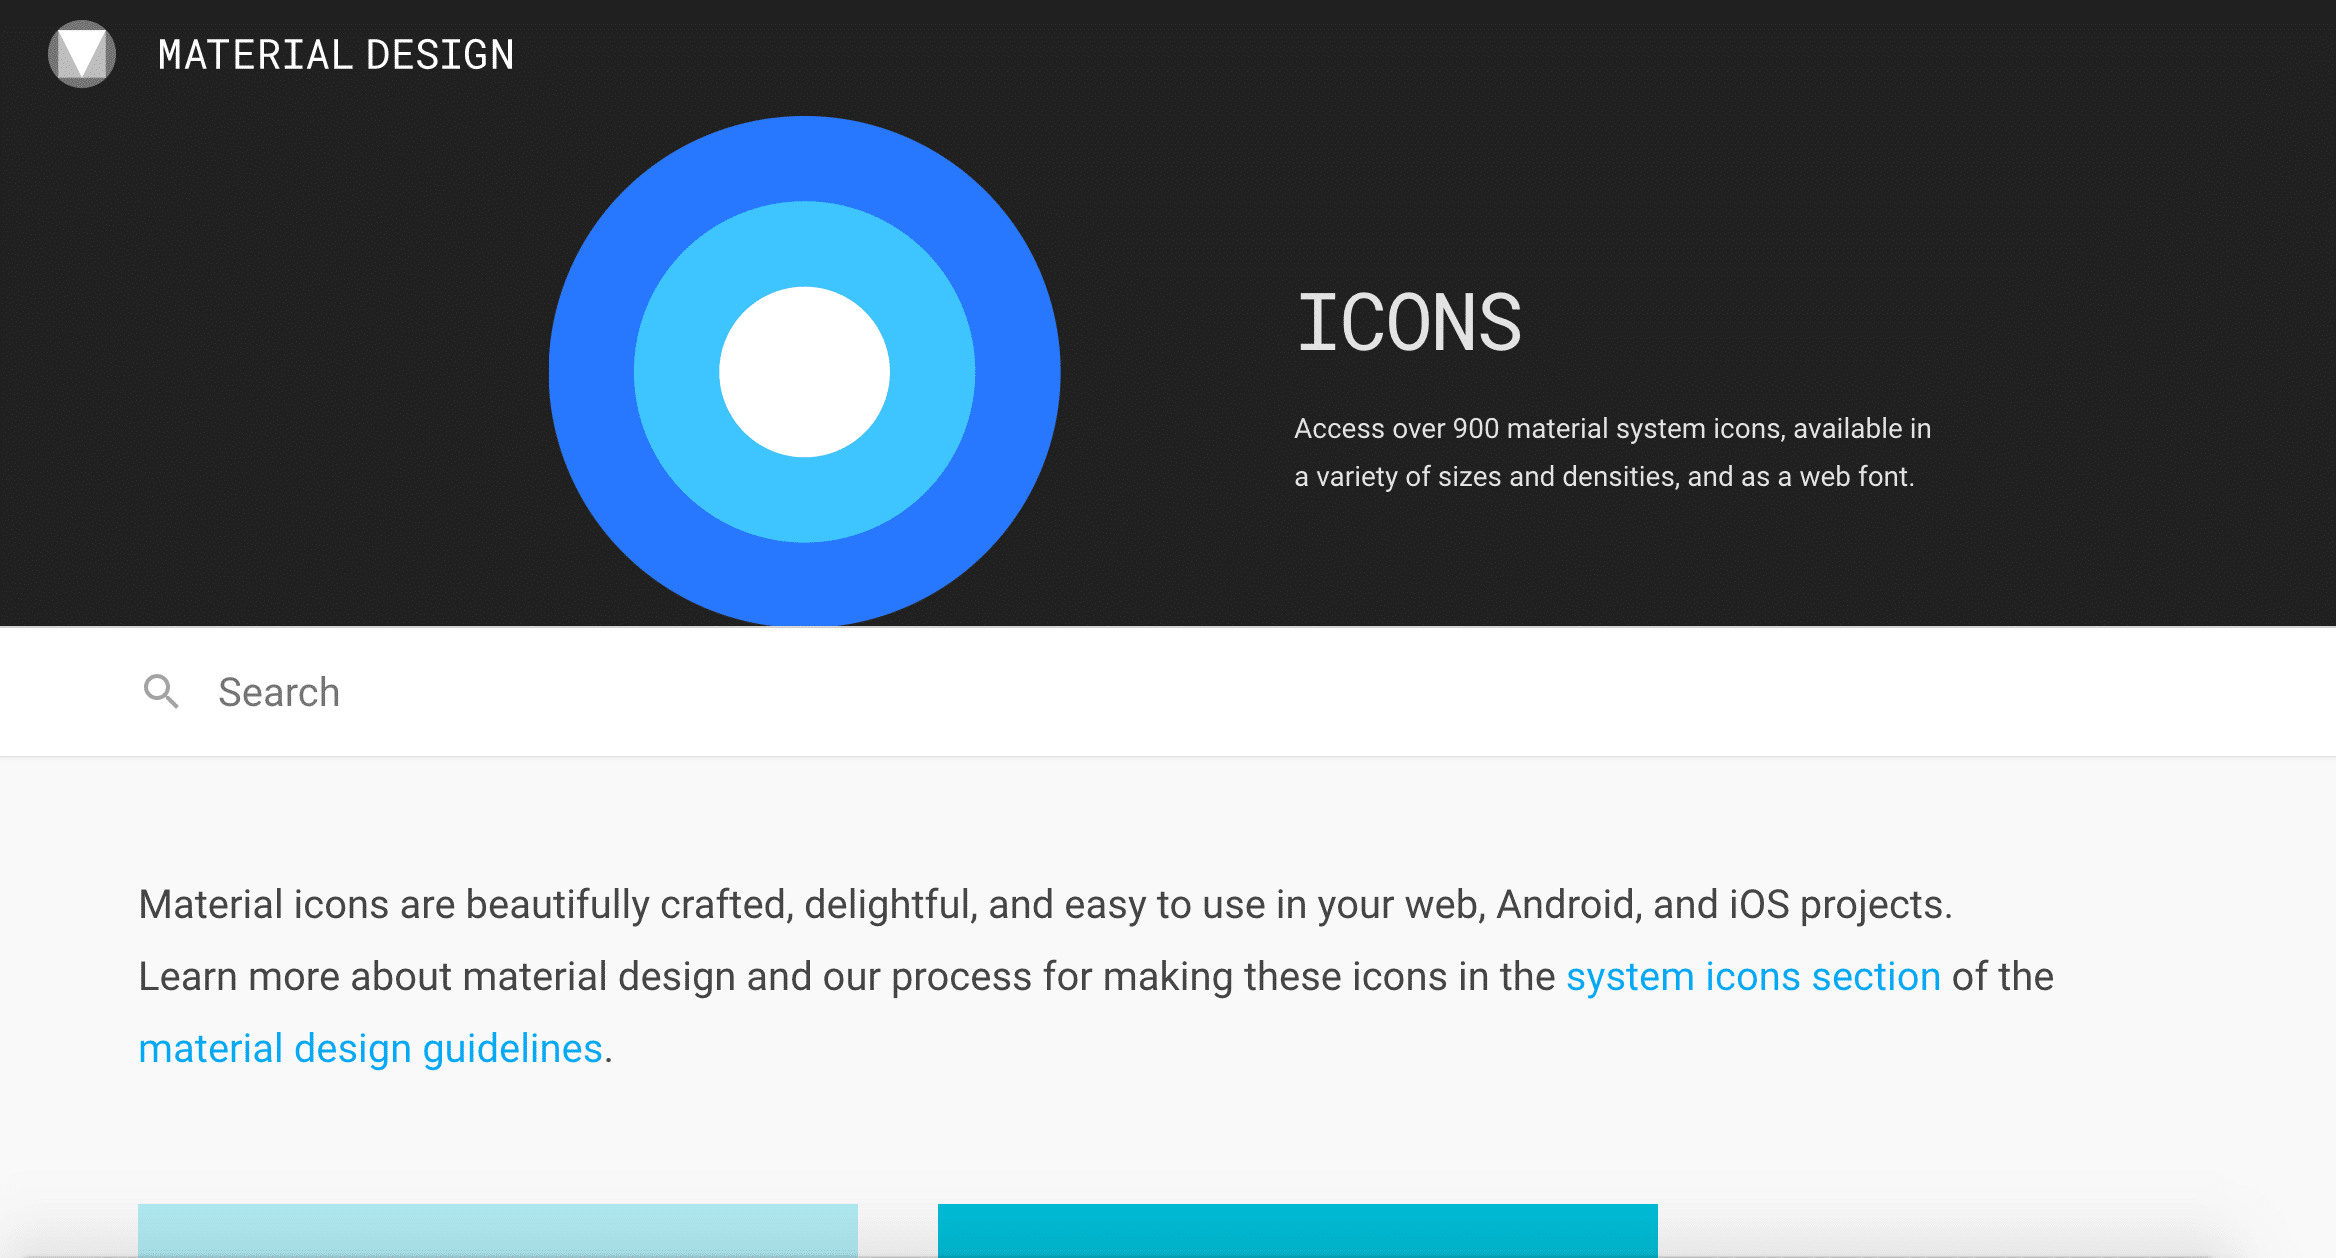 MATERIAL DESIGN
ICONS
Access over 900 material system icons, available in
a variety of sizes and densities, and as a web font.
Search
Material icons are beautifully crafted, delightful, and easy to use in your web, Android, and iOS projects.
Learn more about material design and our process for making these icons in the system icons section of the
material design guidelines.